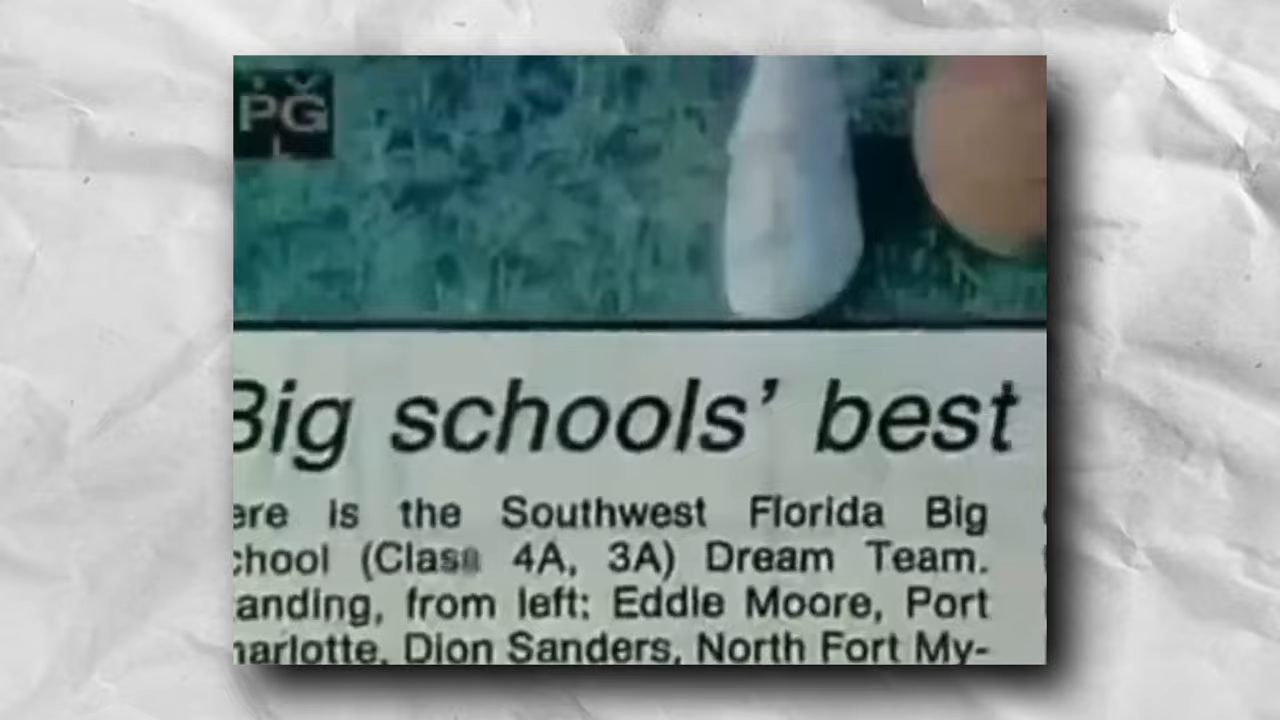 PG
L
Big schools' best
ere is the Southwest Florida Big
chool (Class 4A, 3A) Dream Team.
anding, from left: Eddie Moore, Port
harlotte, Dion Sanders, North Fort My-